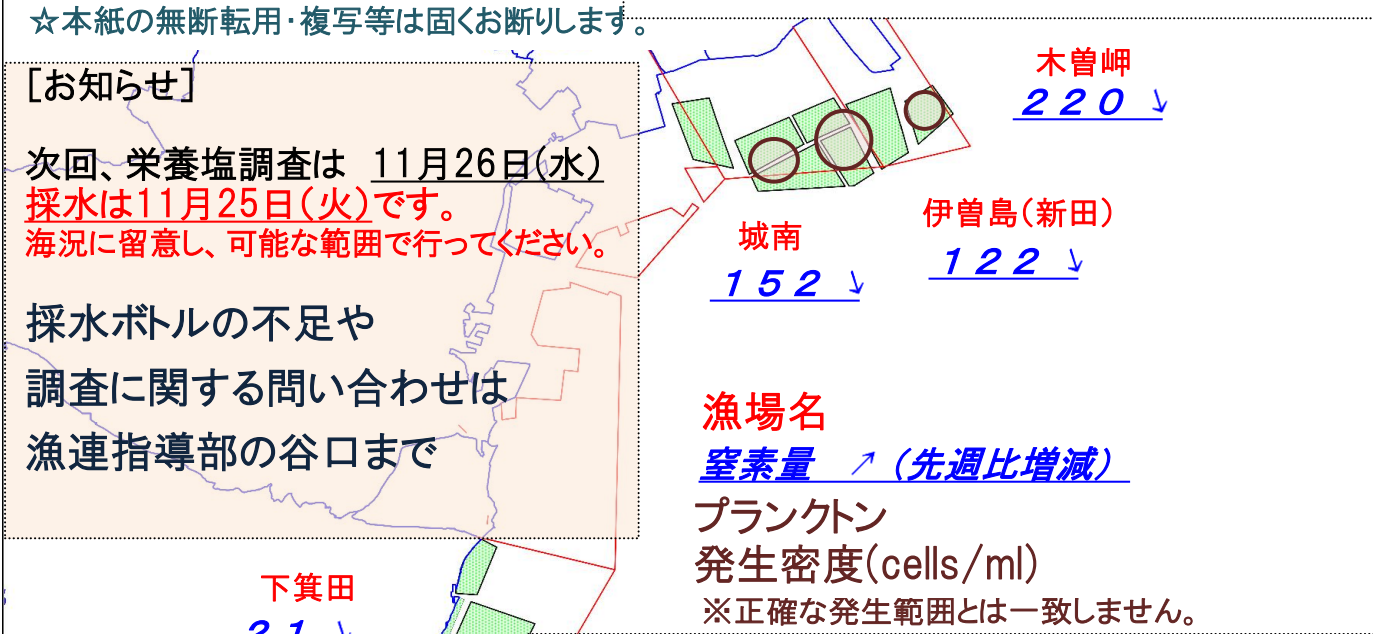 ☆本紙の無断転用・複写等は固くお断りします。
[お知らせ]
次回、栄養塩調査は 11月26日(水)
採水は11月25日(火)です。
海況に留意し、可能な範囲で行ってください。
採水ボトルの不足や
調査に関する問い合わせは
漁連指導部の谷口まで
木曽岬
220 ↓
伊曽島(新田)
122 ↓
城南
152 ↓
漁場名
窒素量 ↗ (先週比増減)
プランクトン
発生密度(cells/ml)
※正確な発生範囲とは一致しません。
下箕田